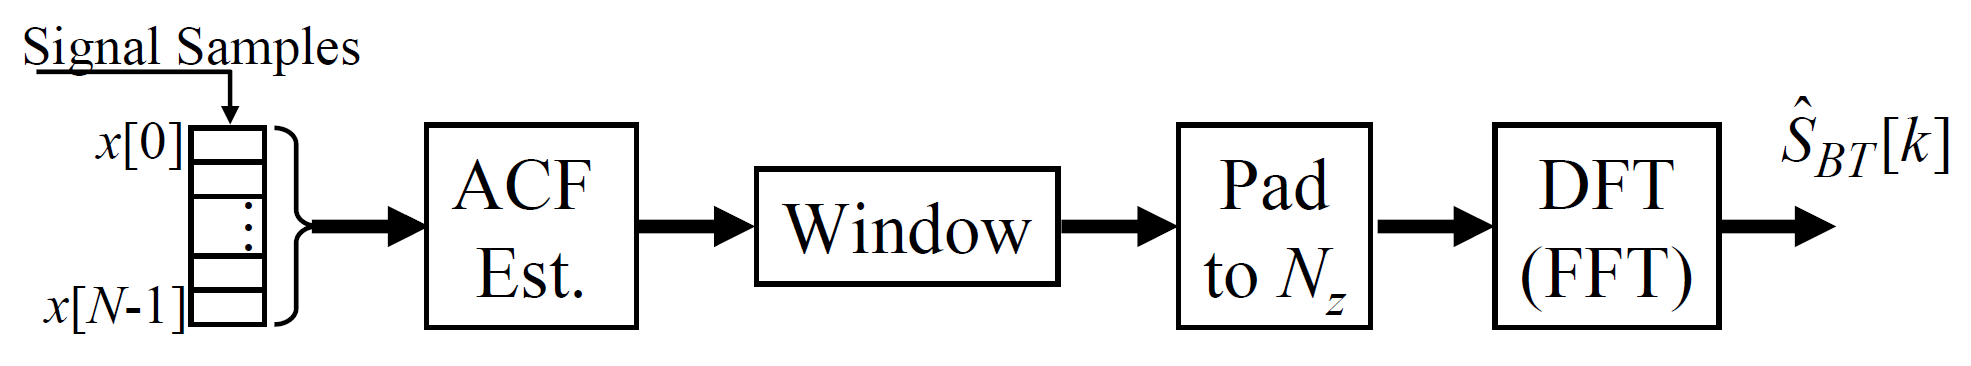 Signal Samples
x[0]
⋮
x[N-1]
ACF
Est.
Window
Pad
to N_z
DFT
(FFT)
Ŝ_BT[k]